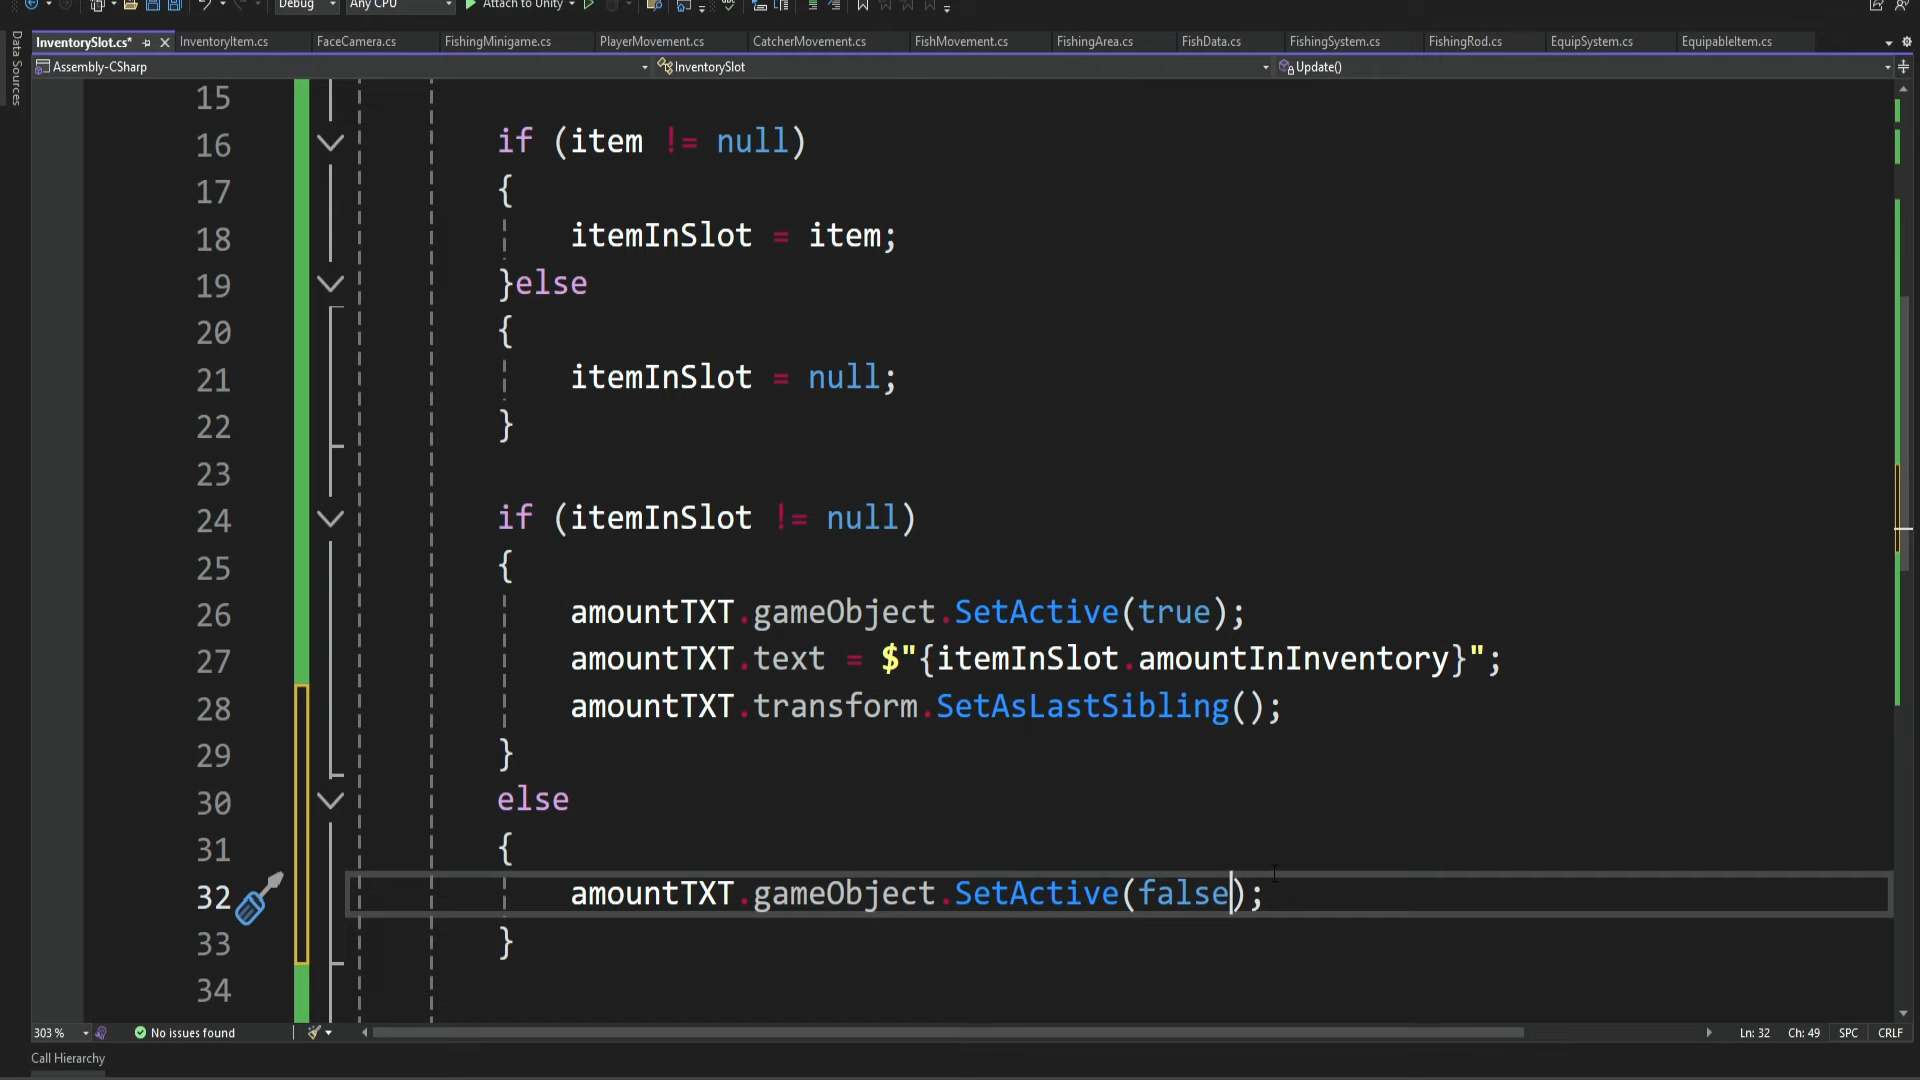 Debug
Any CPU
Attach to Unity
InventorySlot.cs*
InventoryItem.cs
FaceCamera.cs
FishingMinigame.cs
PlayerMovement.cs
CatcherMovement.cs
FishMovement.cs
FishingArea.cs
FishData.cs
FishingSystem.cs
FishingRod.cs
EquipSystem.cs
EquipableItem.cs
Data Sources
Assembly-CSharp
InventorySlot
Update()
15
16 if (item != null)
17 {
18 itemInSlot = item;
19 }else
20 {
21 itemInSlot = null;
22 }
23
24 if (itemInSlot != null)
25 {
26 amountTXT.gameObject.SetActive(true);
27 amountTXT.text = $"{itemInSlot.amountInInventory}";
28 amountTXT.transform.SetAsLastSibling();
29 }
30 else
31 {
32 amountTXT.gameObject.SetActive(false);
33 }
34
303 %
No issues found
Ln: 32
Ch: 49
SPC
CRLF
Call Hierarchy